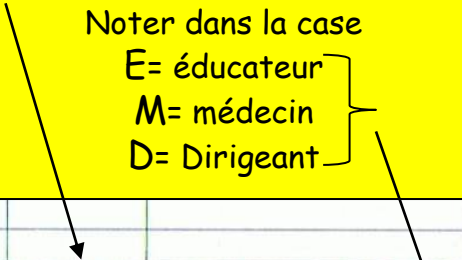 Noter dans la case
E= éducateur
M= médecin
D= Dirigeant